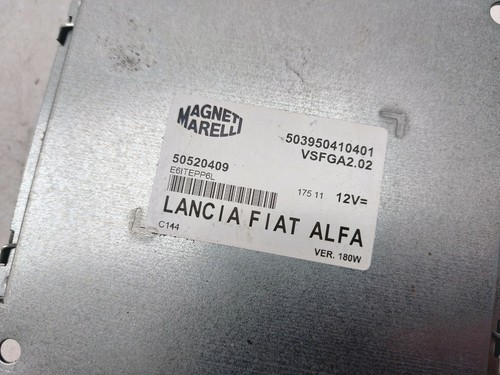 MAGNETI
MARELLI
503950410401
VSFGA2.02
50520409
E6ITEPP6L
175 11 12V=
LANCIA FIAT ALFA
C144
VER. 180W